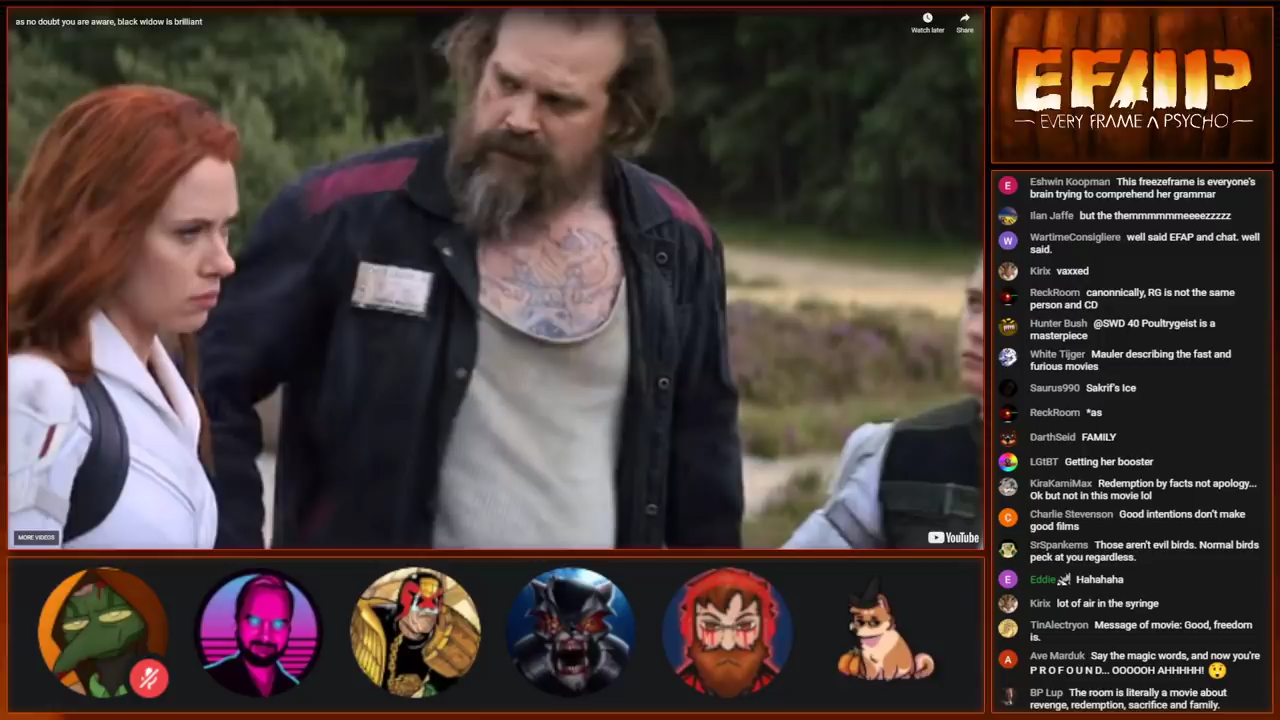 as no doubt you are aware, black widow is brilliant
Watch later
Share
MORE VIDEOS
YouTube
EFAP
EVERY FRAME A PSYCHO
E
Eshwin Koopman This freezeframe is everyone's
brain trying to comprehend her grammar
Ilan Jaffe but the themmmmmmeeeezzzzz
W
WartimeConsigliere well said EFAP and chat. well
said.
Kirix vaxxed
ReckRoom canonnically, RG is not the same
person and CD
Hunter Bush @SWD 40 Poultrygeist is a
masterpiece
White Tijger Mauler describing the fast and
furious movies
Saurus990 Sakrif's Ice
ReckRoom *as
DarthSeid FAMILY
LGtBT Getting her booster
KiraKamiMax Redemption by facts not apology...
Ok but not in this movie lol
C
Charlie Stevenson Good intentions don't make
good films
SrSpankems Those aren't evil birds. Normal birds
peck at you regardless.
E
Eddie Hahahaha
Kirix lot of air in the syringe
TinAlectryon Message of movie: Good, freedom
is.
A
Ave Marduk Say the magic words, and now you're
P R O F O U N D... OOOOOH AHHHHH! 😲
BP Lup The room is literally a movie about
revenge, redemption, sacrifice and family.